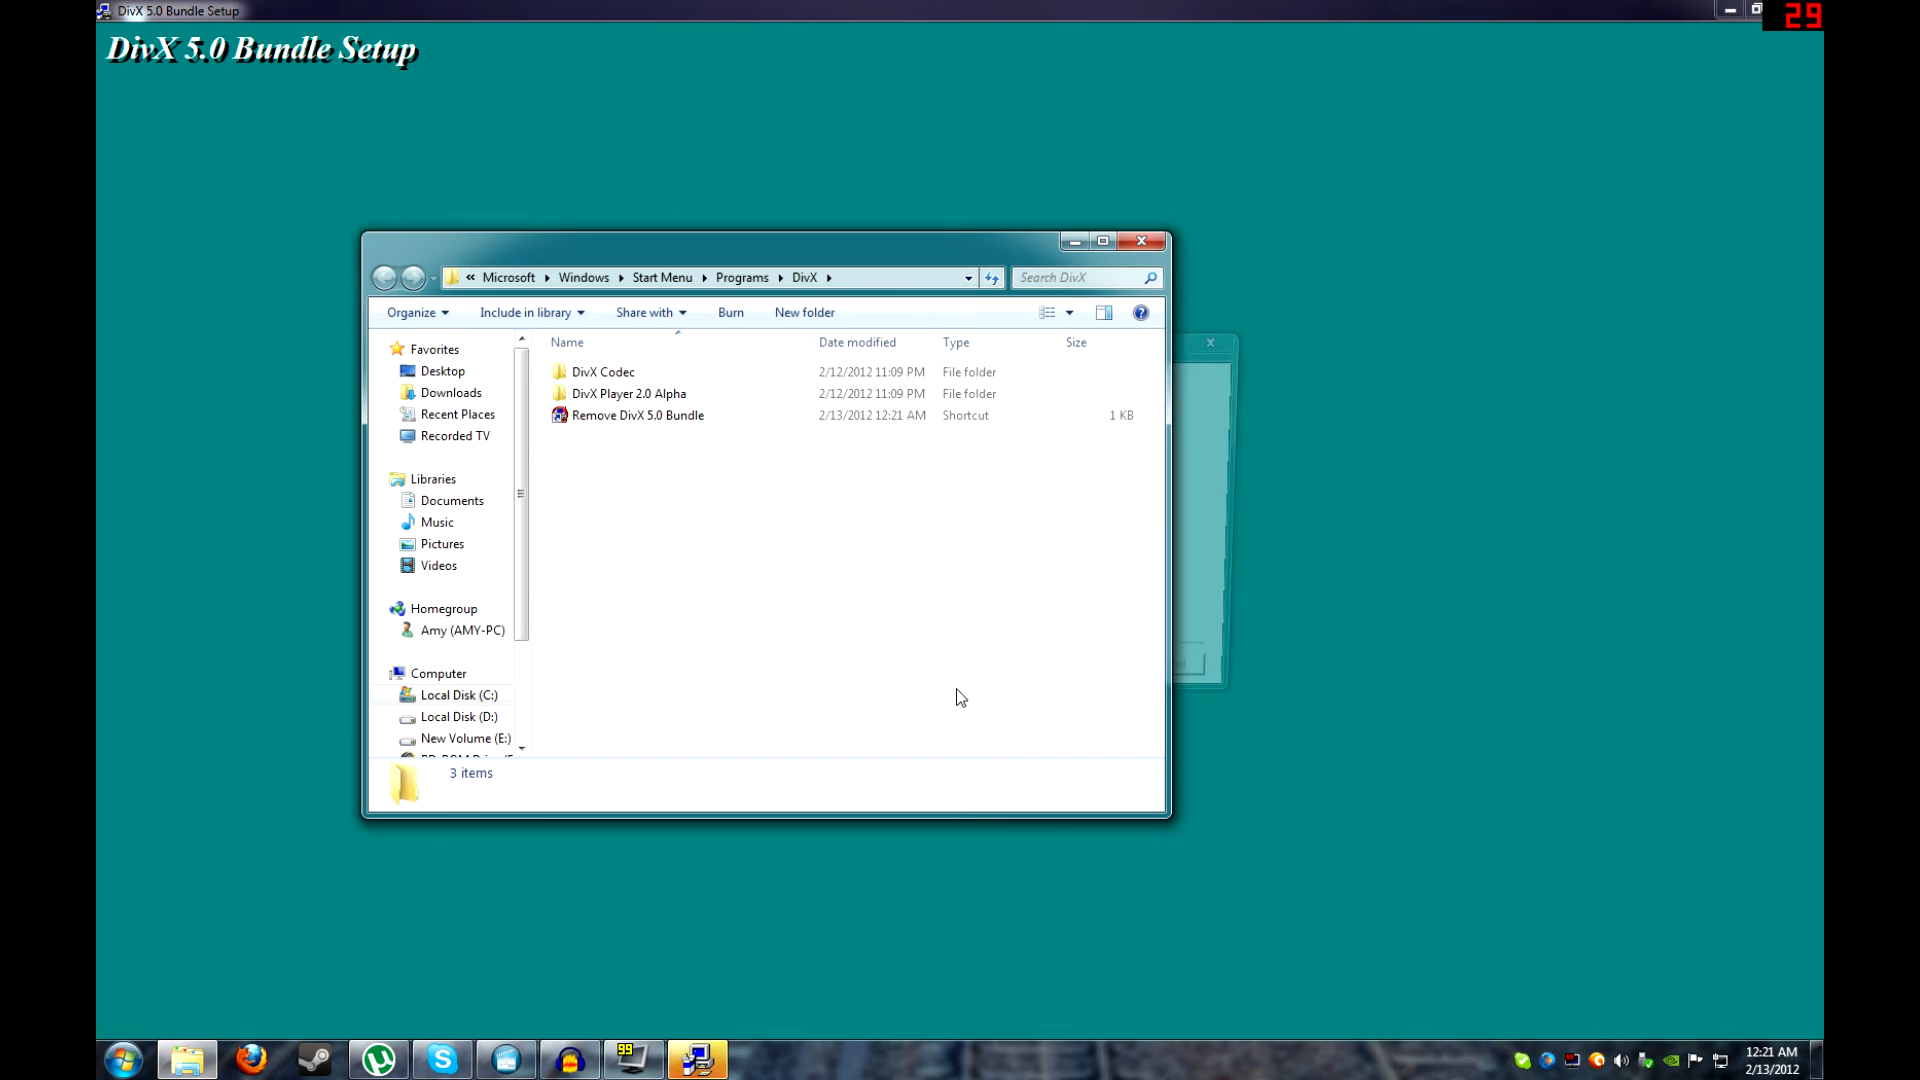 DivX 5.0 Bundle Setup
29
DivX 5.0 Bundle Setup
« Microsoft Windows Start Menu Programs DivX
Search DivX
Organize Include in library Share with Burn New folder
Name Date modified Type Size
Favorites
Desktop
Downloads
Recent Places
Recorded TV
Libraries
Documents
Music
Pictures
Videos
Homegroup
Amy (AMY-PC)
Computer
Local Disk (C:)
Local Disk (D:)
New Volume (E:)
DivX Codec 2/12/2012 11:09 PM File folder
DivX Player 2.0 Alpha 2/12/2012 11:09 PM File folder
Remove DivX 5.0 Bundle 2/13/2012 12:21 AM Shortcut 1 KB
3 items
99
12:21 AM
2/13/2012